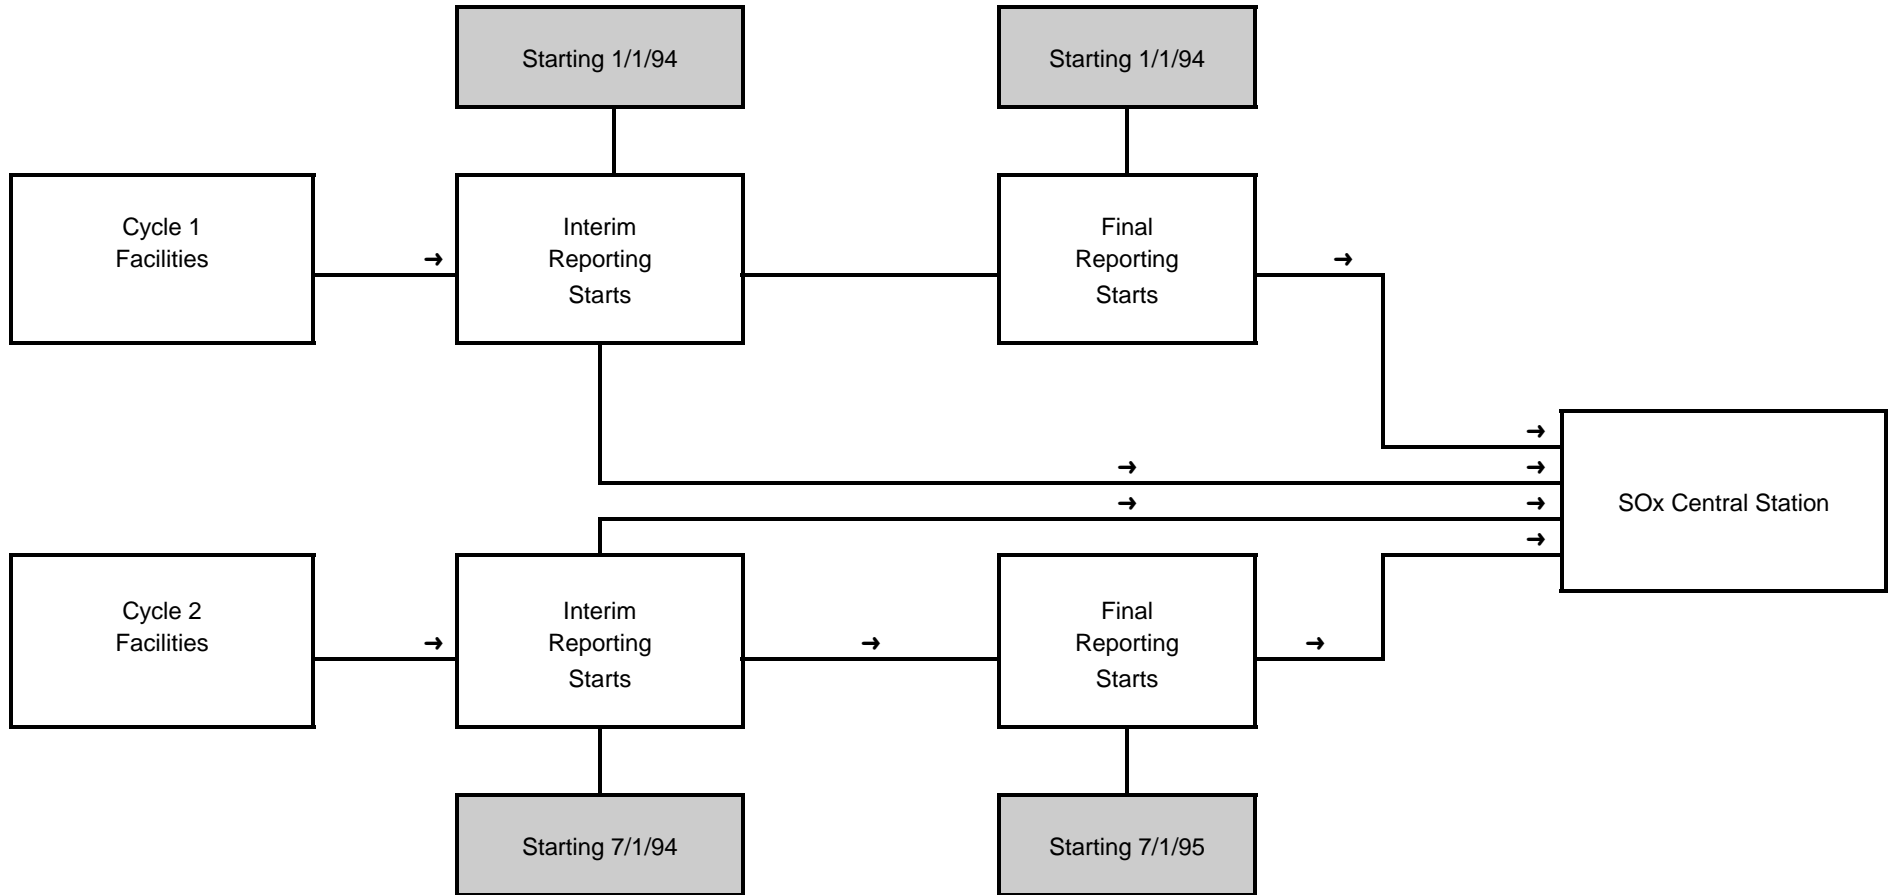 Starting 1/1/94
Starting 1/1/94
Cycle 1
Facilities
Interim
Reporting
Starts
Final
Reporting
Starts
SOx Central Station
Cycle 2
Facilities
Interim
Reporting
Starts
Final
Reporting
Starts
Starting 7/1/94
Starting 7/1/95